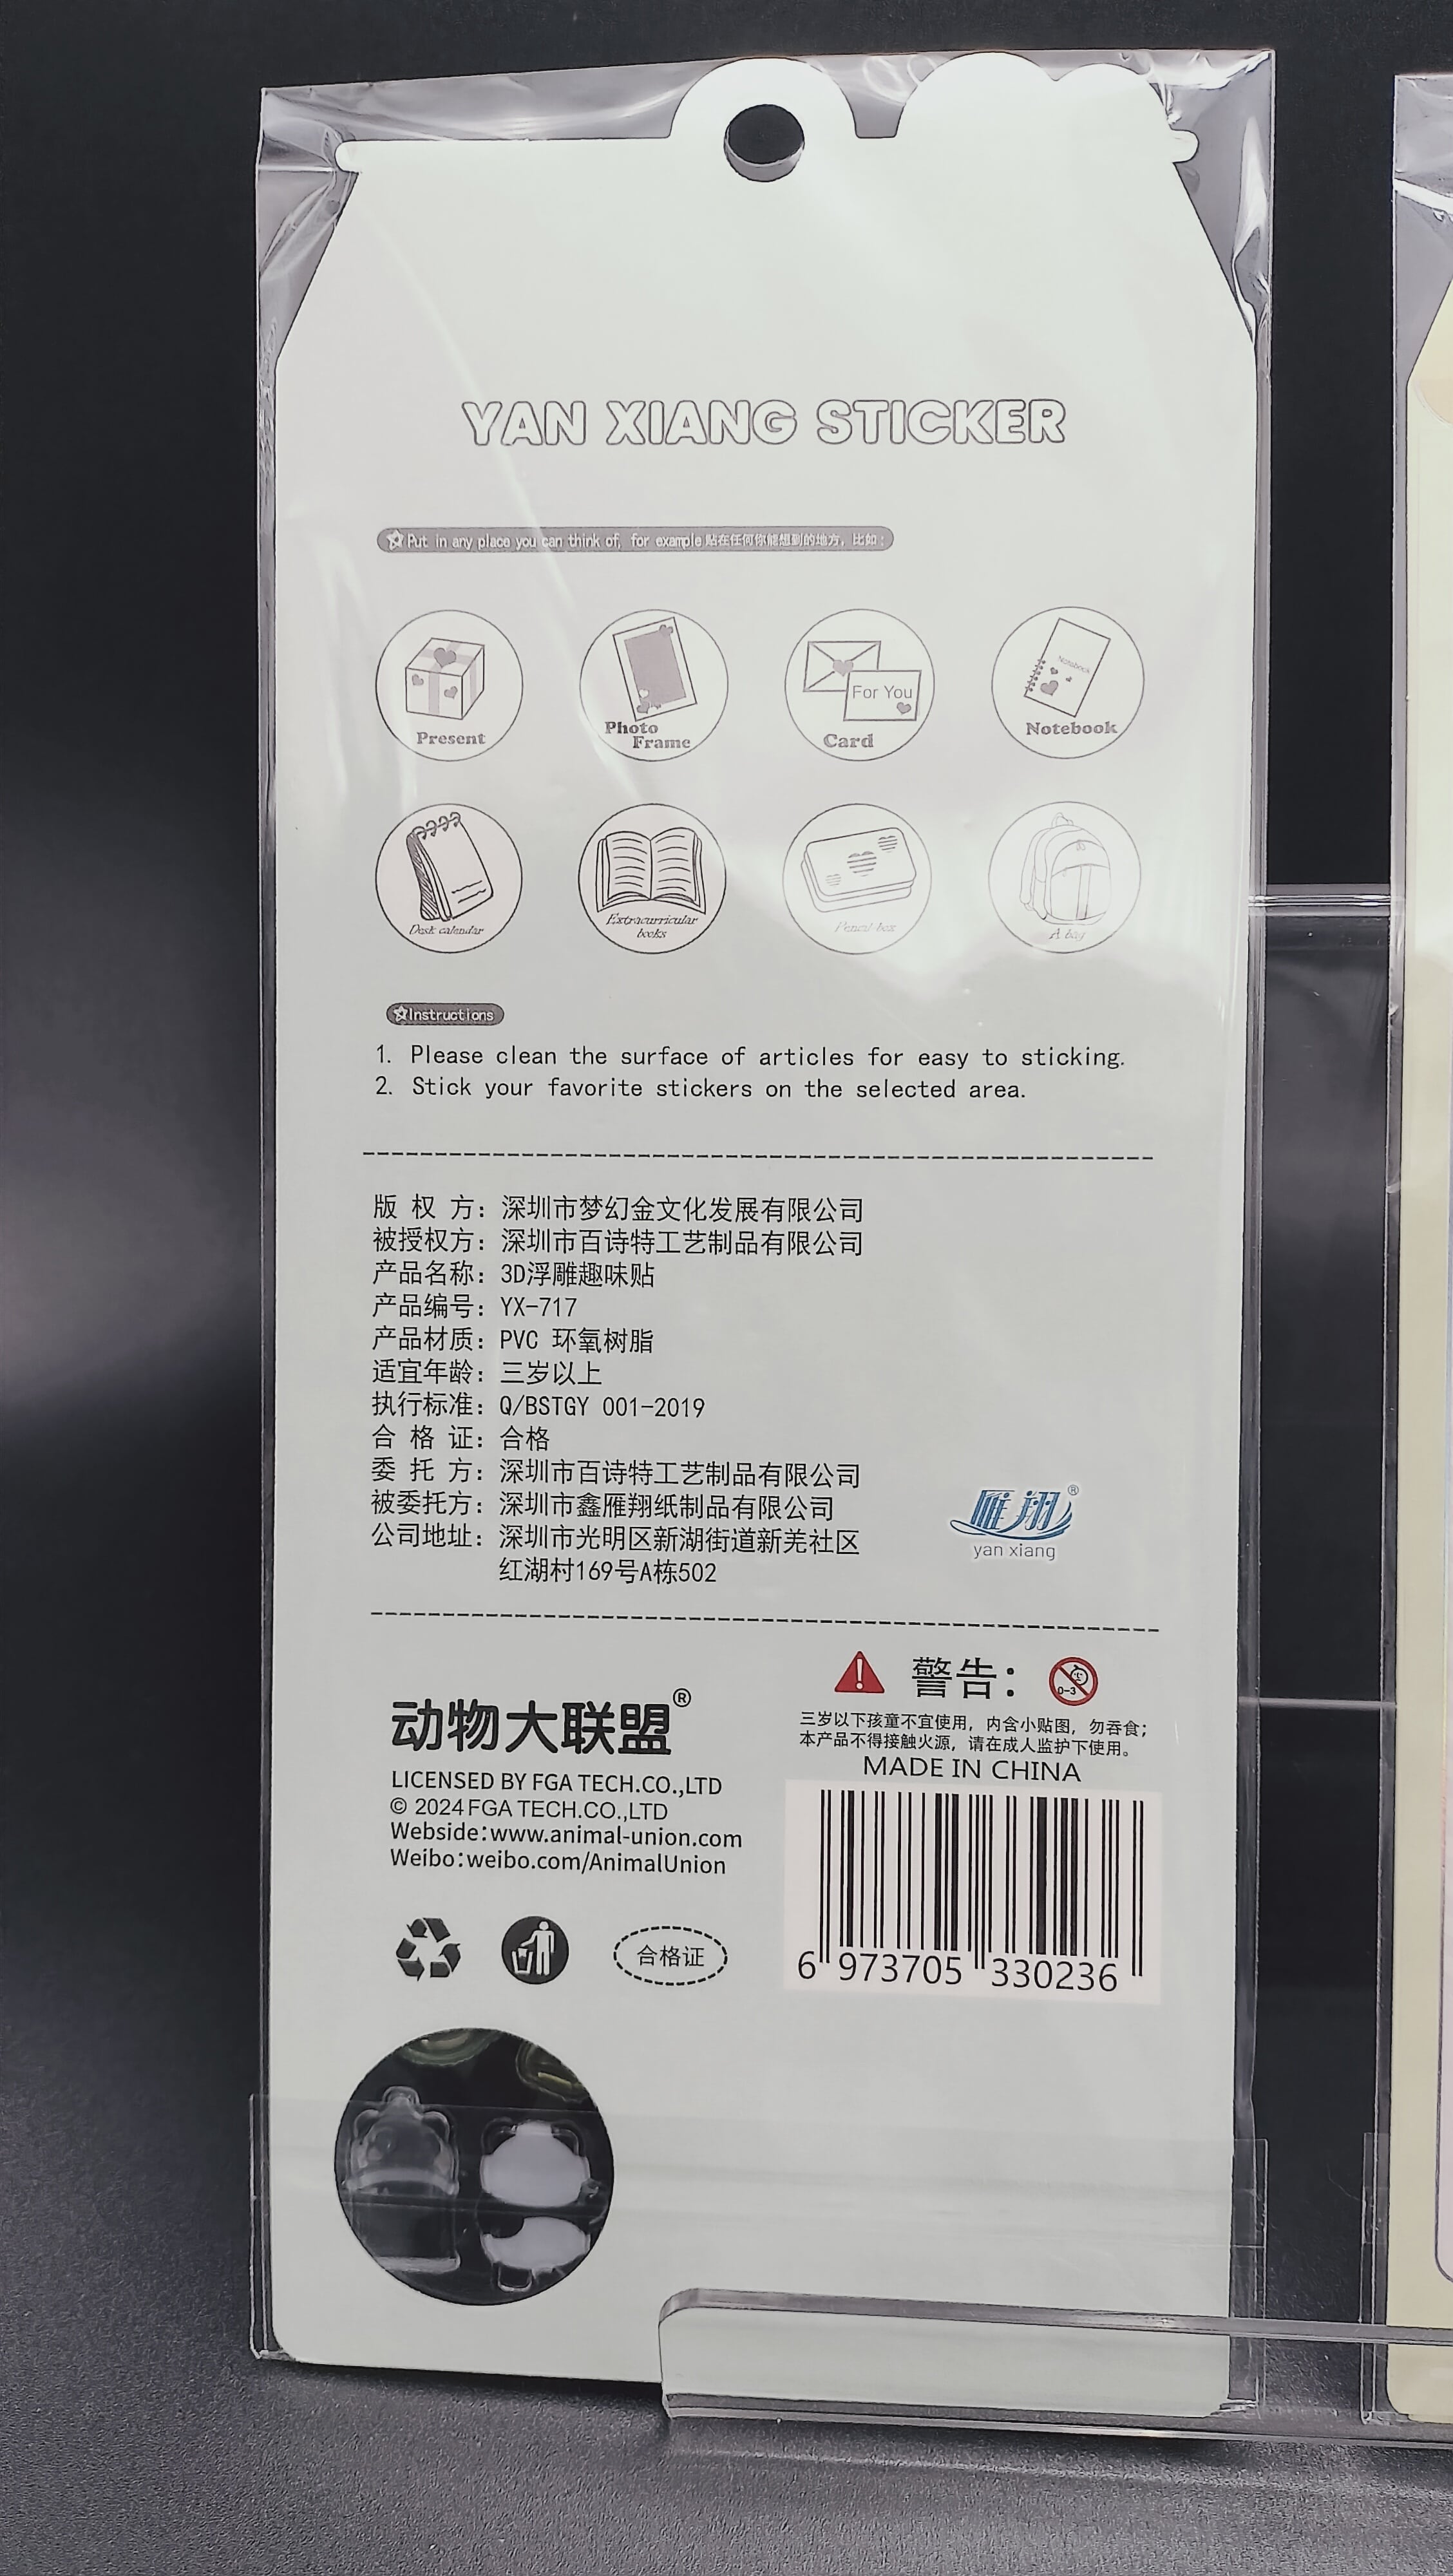 YAN XIANG STICKER
Put in any place you can think of, for example 贴在任何你能想到的地方，比如：
Present
Photo
Frame
For You
Card
Notebook
Notebook
Desk calendar
Extracurricular
books
Pencil-box
A bag
Instructions
1. Please clean the surface of articles for easy to sticking.
2. Stick your favorite stickers on the selected area.
版 权 方：深圳市梦幻金文化发展有限公司
被授权方：深圳市百诗特工艺制品有限公司
产品名称：3D浮雕趣味贴
产品编号：YX-717
产品材质：PVC 环氧树脂
适宜年龄：三岁以上
执行标准：Q/BSTGY 001-2019
合 格 证：合格
委 托 方：深圳市百诗特工艺制品有限公司
被委托方：深圳市鑫雁翔纸制品有限公司
公司地址：深圳市光明区新湖街道新羌社区
红湖村169号A栋502
雁翔®
yan xiang
动物大联盟®
LICENSED BY FGA TECH.CO.,LTD
© 2024 FGA TECH.CO.,LTD
Webside:www.animal-union.com
Weibo:weibo.com/AnimalUnion
合格证
警告：
0-3
三岁以下孩童不宜使用，内含小贴图，勿吞食；
本产品不得接触火源，请在成人监护下使用。
MADE IN CHINA
6 973705 330236